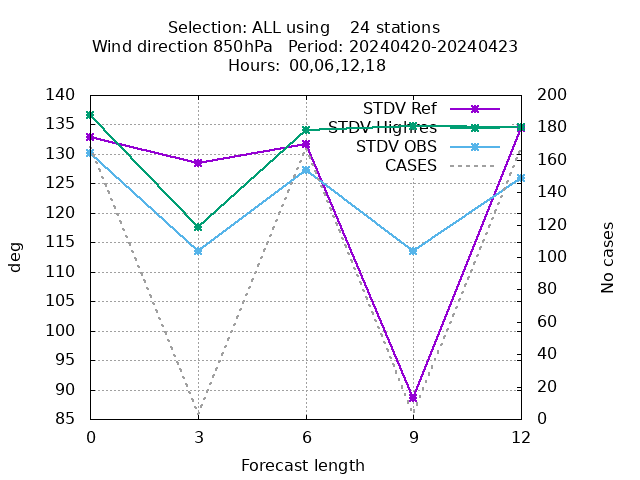 Selection: ALL using    24 stations
Wind direction 850hPa   Period: 20240420-20240423
Hours: 00,06,12,18
140
135
130
125
120
115
110
105
100
95
90
85
deg
STDV Ref
STDV Highres
STDV OBS
CASES
200
180
160
140
120
100
80
60
40
20
0
No cases
0 3 6 9 12
Forecast length